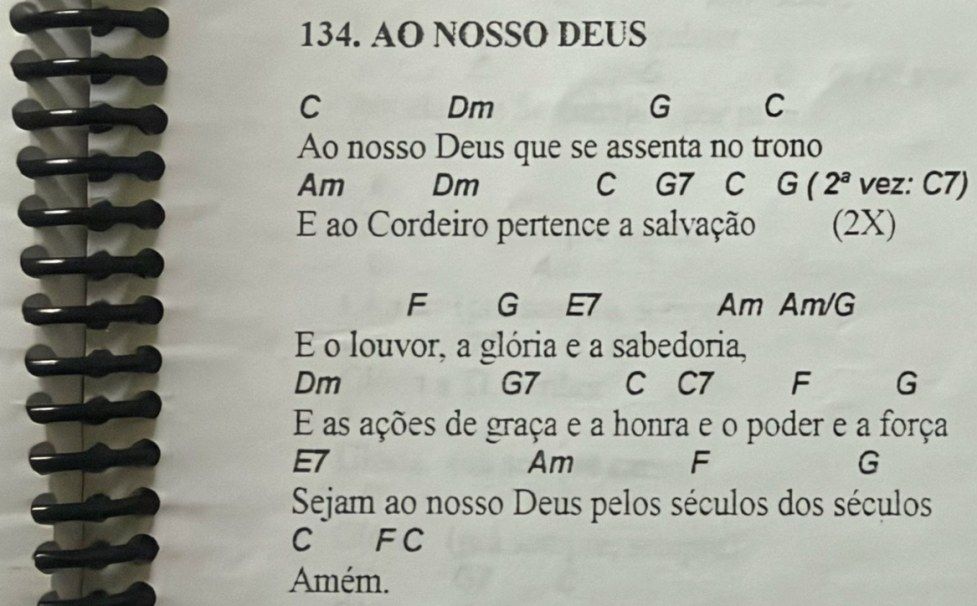 134. AO NOSSO DEUS
C Dm G C
Ao nosso Deus que se assenta no trono
Am Dm C G7 C G ( 2ª vez: C7)
E ao Cordeiro pertence a salvação (2X)
F G E7 Am Am/G
E o louvor, a glória e a sabedoria,
Dm G7 C C7 F G
E as ações de graça e a honra e o poder e a força
E7 Am F G
Sejam ao nosso Deus pelos séculos dos séculos
C F C
Amém.